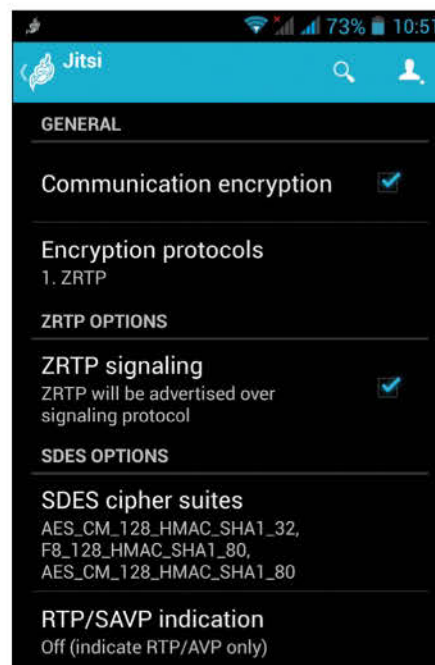 73% 10:51
Jitsi
GENERAL
Communication encryption
Encryption protocols
1. ZRTP
ZRTP OPTIONS
ZRTP signaling
ZRTP will be advertised over
signaling protocol
SDES OPTIONS
SDES cipher suites
AES_CM_128_HMAC_SHA1_32,
F8_128_HMAC_SHA1_80,
AES_CM_128_HMAC_SHA1_80
RTP/SAVP indication
Off (indicate RTP/AVP only)